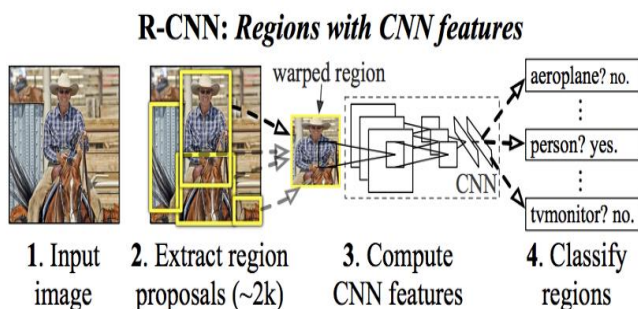 R-CNN: Regions with CNN features
warped region
aeroplane? no.
⋮
person? yes.
⋮
tvmonitor? no.
CNN
1. Input
image
2. Extract region
proposals (~2k)
3. Compute
CNN features
4. Classify
regions